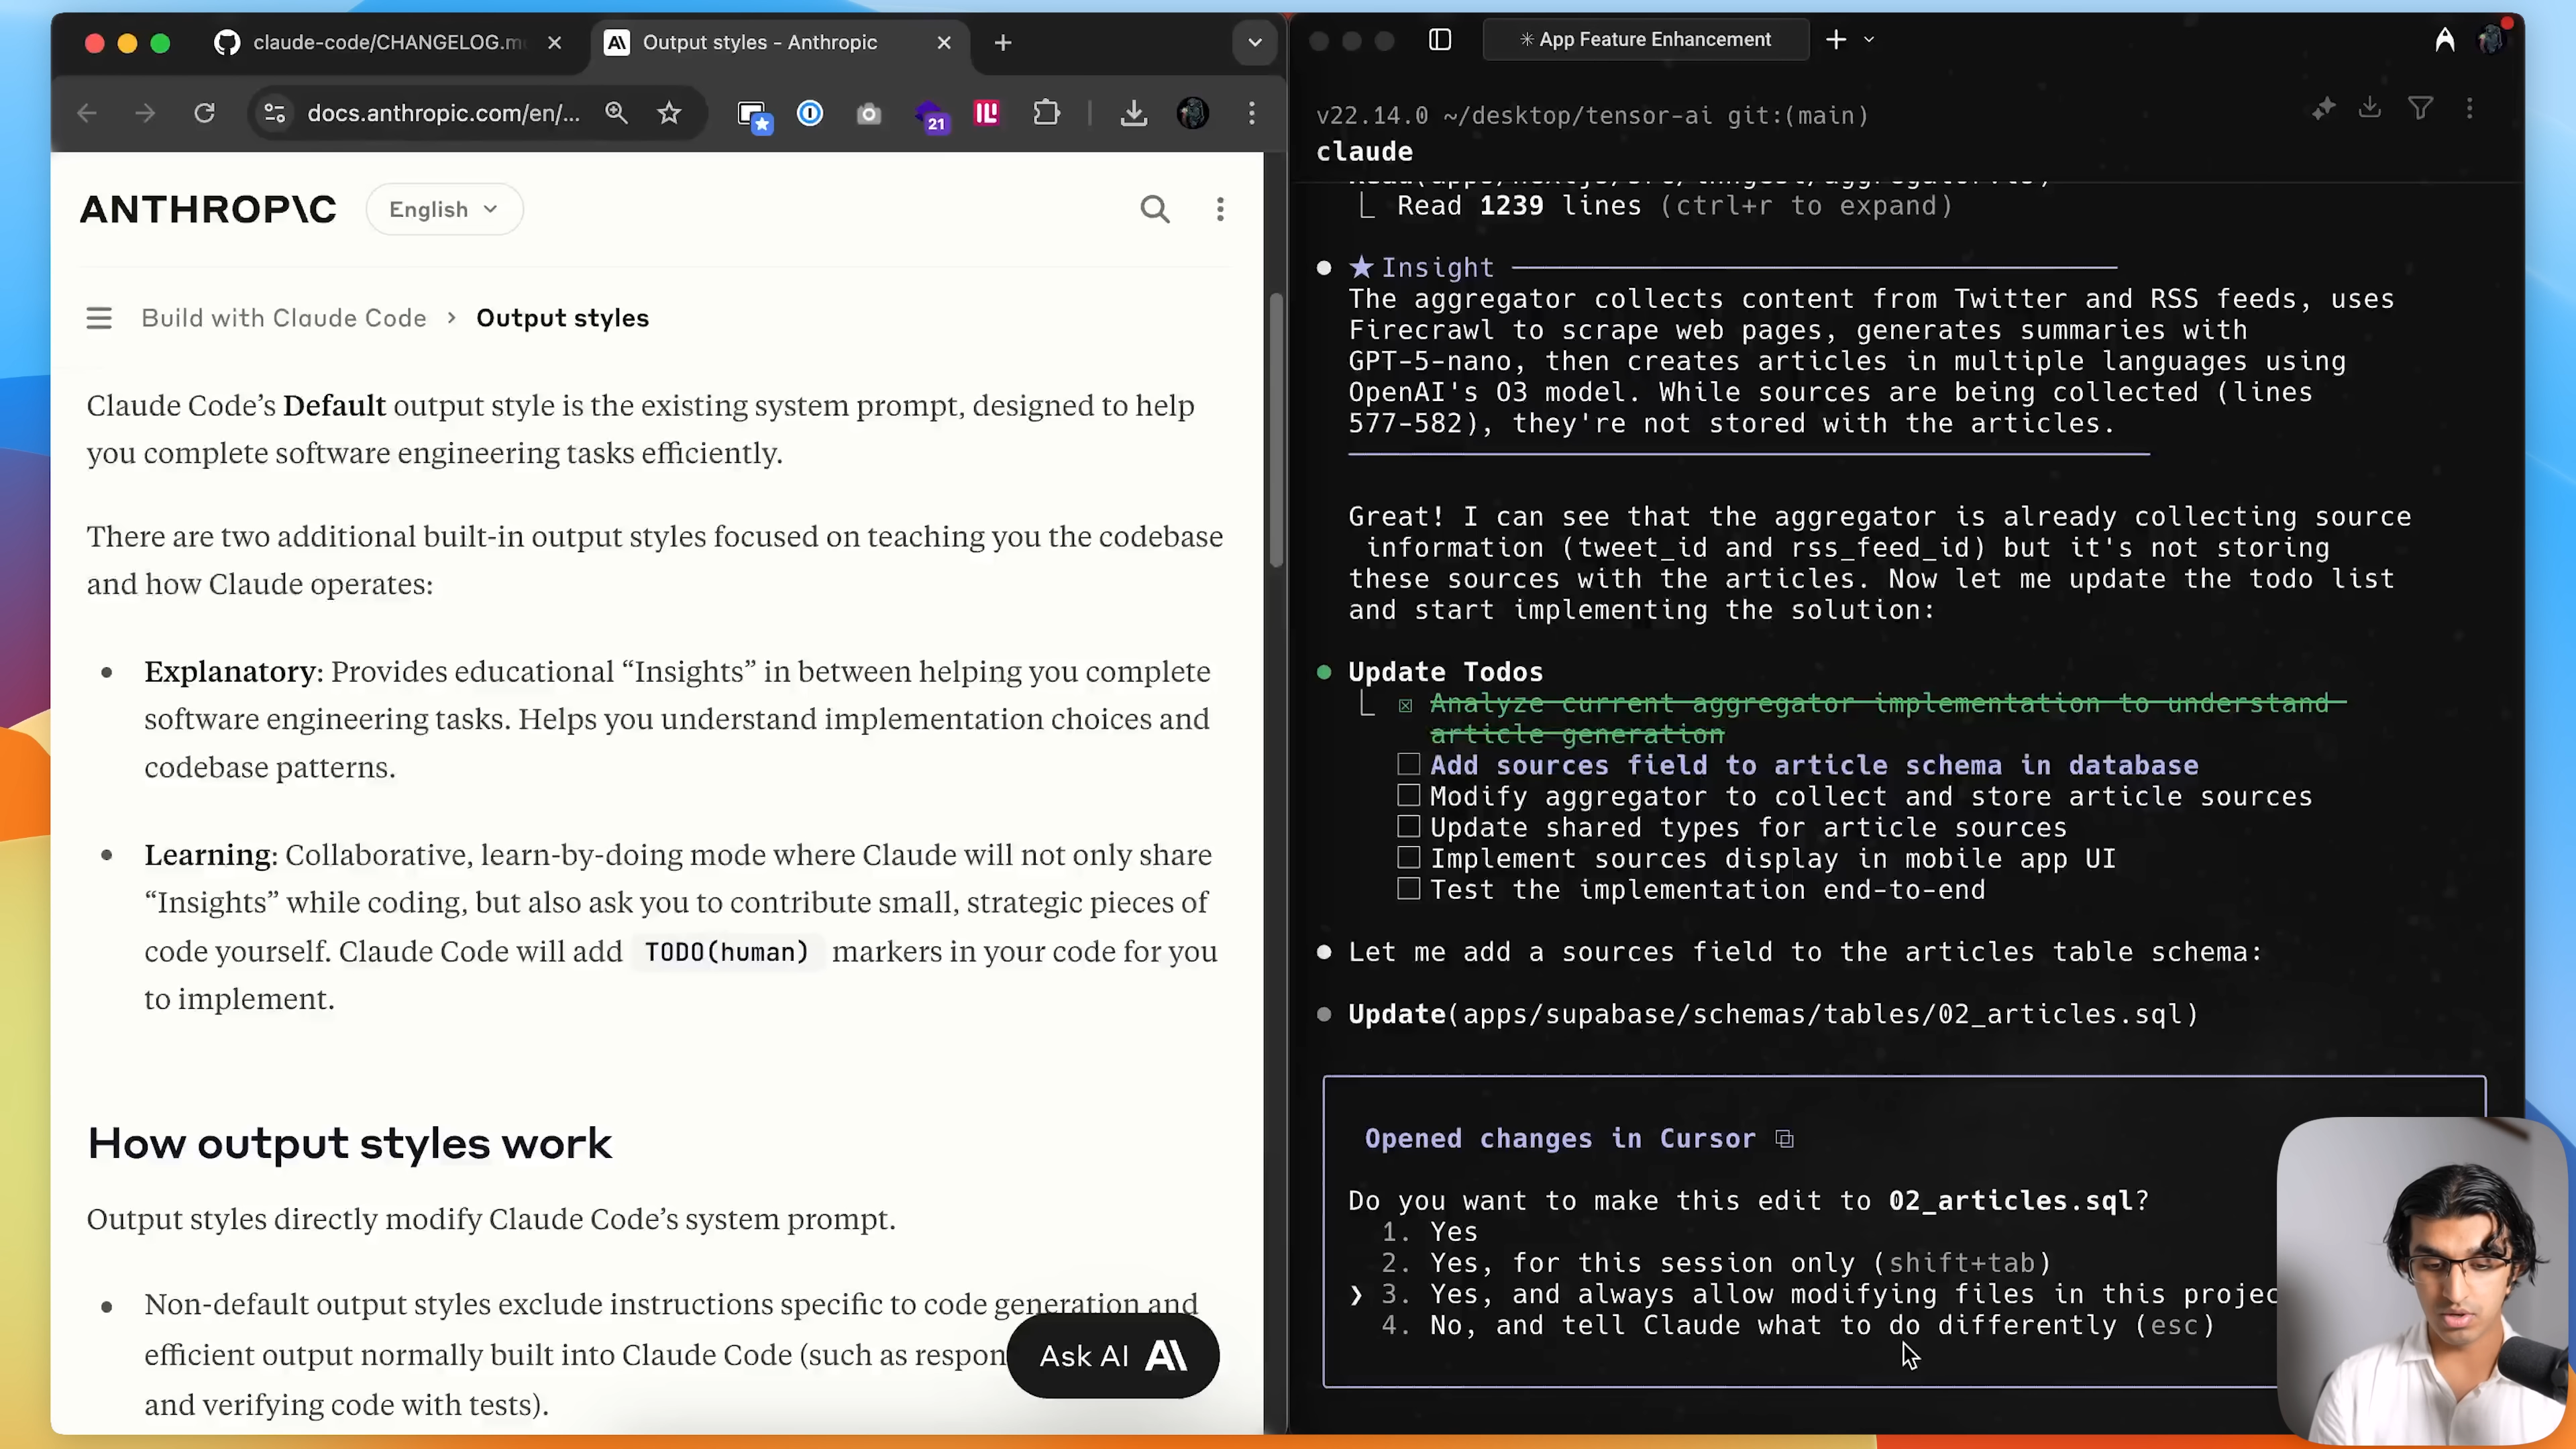 claude-code/CHANGELOG.m
Output styles - Anthropic
docs.anthropic.com/en/...
21
ANTHROP\C
English
Build with Claude Code > Output styles
Claude Code's Default output style is the existing system prompt, designed to help
you complete software engineering tasks efficiently.
There are two additional built-in output styles focused on teaching you the codebase
and how Claude operates:
• Explanatory: Provides educational “Insights” in between helping you complete
software engineering tasks. Helps you understand implementation choices and
codebase patterns.
• Learning: Collaborative, learn-by-doing mode where Claude will not only share
“Insights” while coding, but also ask you to contribute small, strategic pieces of
code yourself. Claude Code will add TODO(human) markers in your code for you
to implement.
How output styles work
Output styles directly modify Claude Code's system prompt.
• Non-default output styles exclude instructions specific to code generation and
efficient output normally built into Claude Code (such as respon
and verifying code with tests).
Ask AI
App Feature Enhancement
v22.14.0 ~/desktop/tensor-ai git:(main)
claude
Read 1239 lines (ctrl+r to expand)
★ Insight
The aggregator collects content from Twitter and RSS feeds, uses
Firecrawl to scrape web pages, generates summaries with
GPT-5-nano, then creates articles in multiple languages using
OpenAI's O3 model. While sources are being collected (lines
577-582), they're not stored with the articles.
Great! I can see that the aggregator is already collecting source
information (tweet_id and rss_feed_id) but it's not storing
these sources with the articles. Now let me update the todo list
and start implementing the solution:
Update Todos
☒ Analyze current aggregator implementation to understand
article generation
☐ Add sources field to article schema in database
☐ Modify aggregator to collect and store article sources
☐ Update shared types for article sources
☐ Implement sources display in mobile app UI
☐ Test the implementation end-to-end
Let me add a sources field to the articles table schema:
Update(apps/supabase/schemas/tables/02_articles.sql)
Opened changes in Cursor
Do you want to make this edit to 02_articles.sql?
1. Yes
2. Yes, for this session only (shift+tab)
❯ 3. Yes, and always allow modifying files in this projec
4. No, and tell Claude what to do differently (esc)